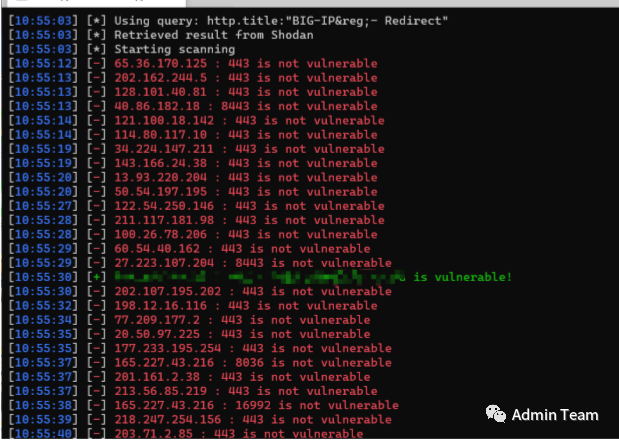 [10:55:03] [*] Using query: http.title:"BIG-IP&reg;- Redirect"
[10:55:03] [*] Retrieved result from Shodan
[10:55:03] [*] Starting scanning
[10:55:12] [-] 65.36.170.125 : 443 is not vulnerable
[10:55:13] [-] 202.162.244.5 : 443 is not vulnerable
[10:55:13] [-] 128.101.40.81 : 443 is not vulnerable
[10:55:13] [-] 40.86.182.18 : 8443 is not vulnerable
[10:55:14] [-] 121.100.18.142 : 443 is not vulnerable
[10:55:14] [-] 114.80.117.10 : 443 is not vulnerable
[10:55:19] [-] 34.224.147.211 : 443 is not vulnerable
[10:55:19] [-] 143.166.24.38 : 443 is not vulnerable
[10:55:20] [-] 13.93.220.204 : 443 is not vulnerable
[10:55:20] [-] 50.54.197.195 : 443 is not vulnerable
[10:55:27] [-] 122.54.250.146 : 443 is not vulnerable
[10:55:28] [-] 211.117.181.98 : 443 is not vulnerable
[10:55:28] [-] 100.26.78.206 : 443 is not vulnerable
[10:55:29] [-] 60.54.40.162 : 443 is not vulnerable
[10:55:29] [-] 27.223.107.204 : 8443 is not vulnerable
[10:55:30] [+] is vulnerable!
[10:55:30] [-] 202.107.195.202 : 443 is not vulnerable
[10:55:32] [-] 198.12.16.116 : 443 is not vulnerable
[10:55:34] [-] 77.209.177.2 : 443 is not vulnerable
[10:55:35] [-] 20.50.97.225 : 443 is not vulnerable
[10:55:35] [-] 177.233.195.254 : 443 is not vulnerable
[10:55:37] [-] 165.227.43.216 : 8036 is not vulnerable
[10:55:37] [-] 201.161.2.38 : 443 is not vulnerable
[10:55:37] [-] 213.56.85.219 : 443 is not vulnerable
[10:55:38] [-] 165.227.43.216 : 16992 is not vulnerable
[10:55:39] [-] 218.247.254.156 : 443 is not vulnerable
[10:55:40] [-] 203.71.2.85 : 443 is not vulnerable
Admin Team